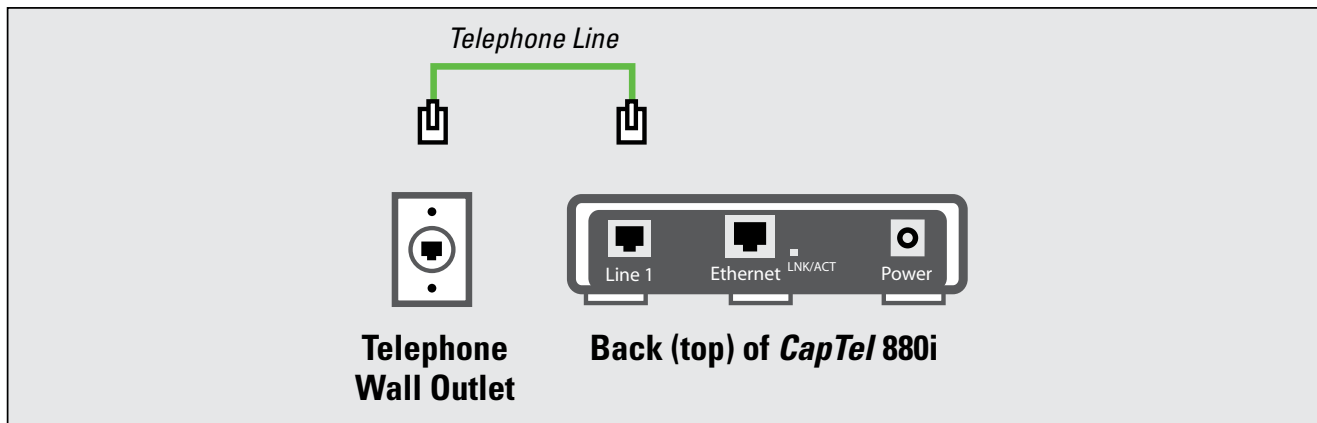 Telephone Line
Line 1
Ethernet
LNK/ACT
Power
Telephone
Wall Outlet
Back (top) of CapTel 880i